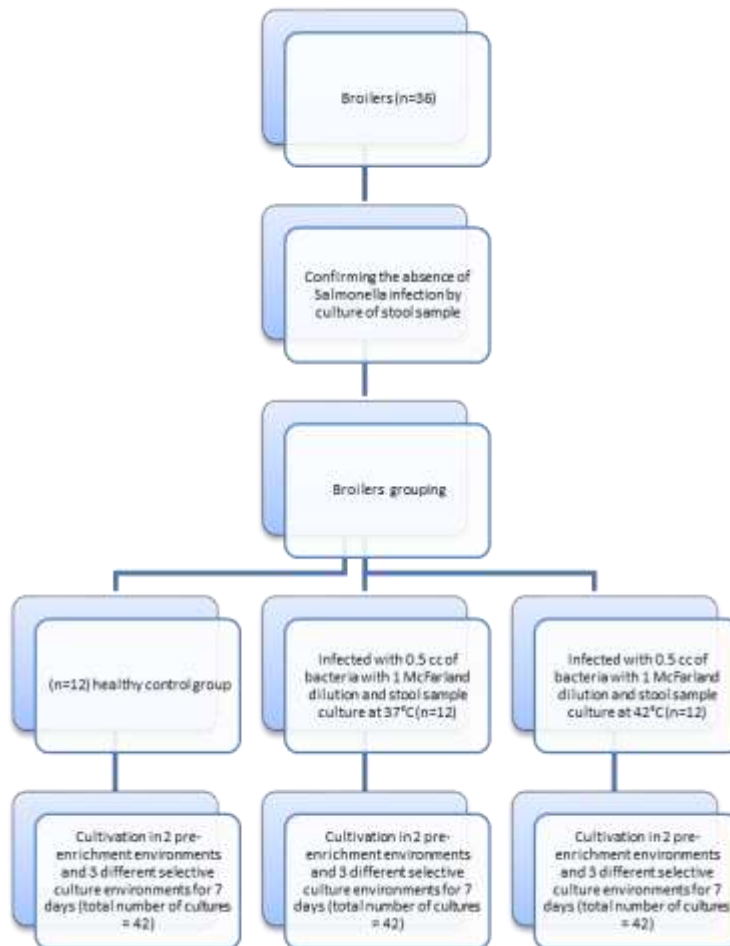 Broilers (n=36)
Confirming the absence of
Salmonella infection by
culture of stool sample
Broilers grouping
(n=12) healthy control group
Infected with 0.5 cc of
bacteria with 1 McFarland
dilution and stool sample
culture at 37°C (n=12)
Infected with 0.5 cc of
bacteria with 1 McFarland
dilution and stool sample
culture at 42°C (n=12)
Cultivation in 2 pre-
enrichment environments
and 3 different selective
culture environments for 7
days (total number of cultures
= 42)
Cultivation in 2 pre-
enrichment environments
and 3 different selective
culture environments for 7
days (total number of cultures
= 42)
Cultivation in 2 pre-
enrichment environments
and 3 different selective
culture environments for 7
days (total number of cultures
= 42)